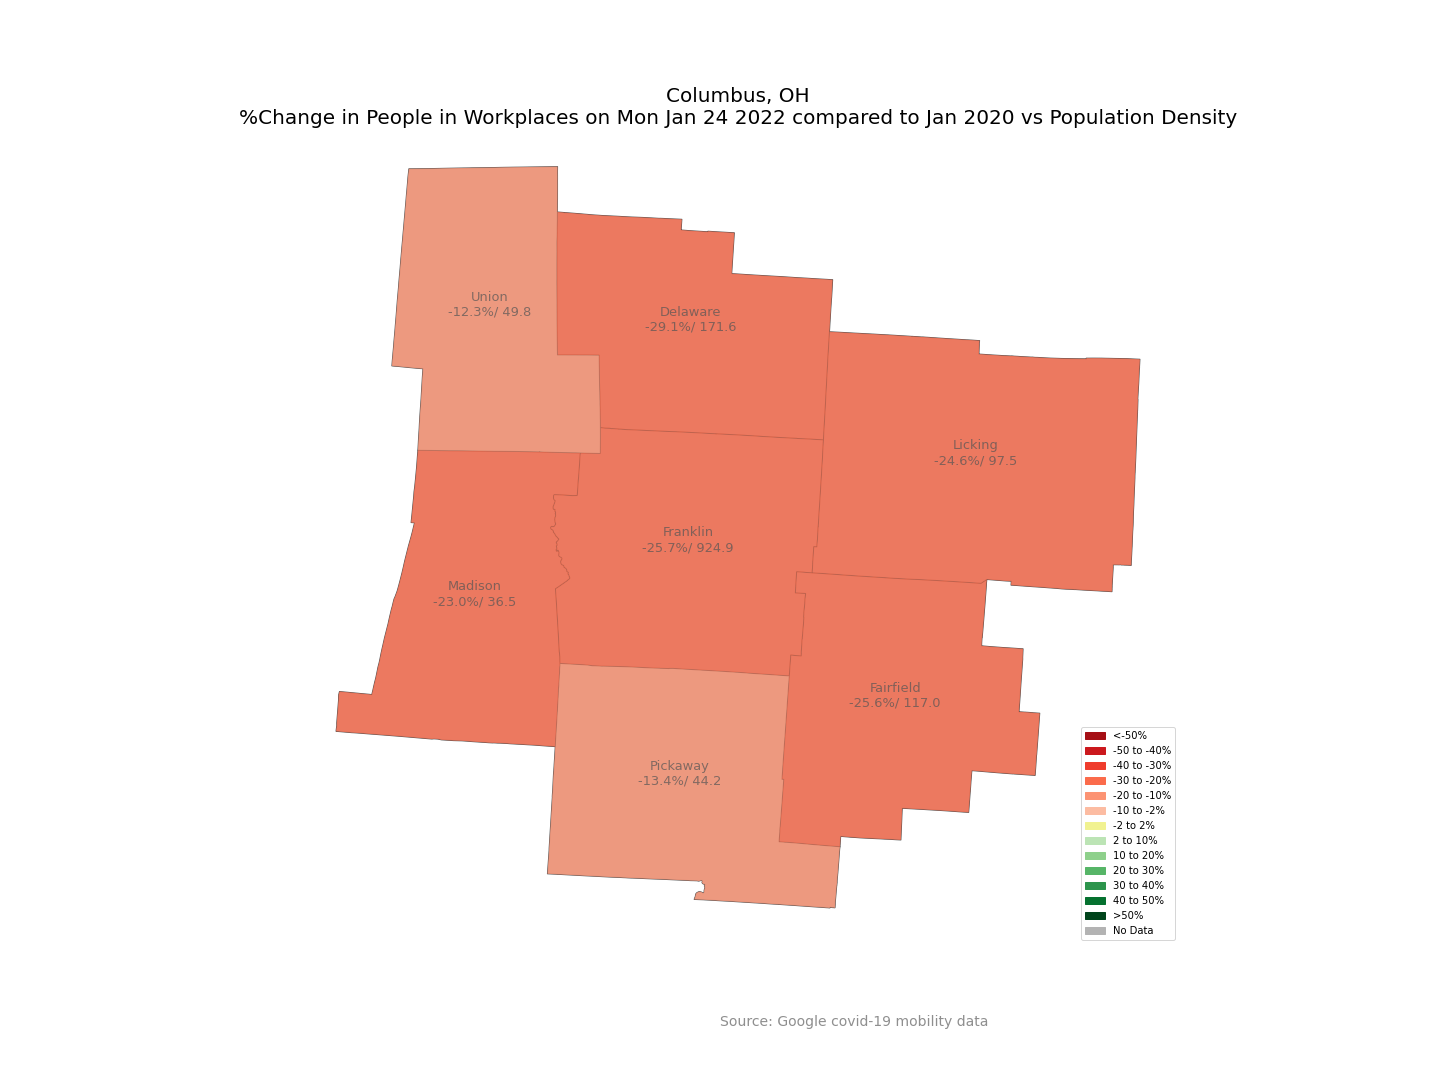 Columbus, OH
%Change in People in Workplaces on Mon Jan 24 2022 compared to Jan 2020 vs Population Density
Union
-12.3%/ 49.8
Delaware
-29.1%/ 171.6
Licking
-24.6%/ 97.5
Franklin
-25.7%/ 924.9
Madison
-23.0%/ 36.5
Fairfield
-25.6%/ 117.0
Pickaway
-13.4%/ 44.2
<-50%
-50 to -40%
-40 to -30%
-30 to -20%
-20 to -10%
-10 to -2%
-2 to 2%
2 to 10%
10 to 20%
20 to 30%
30 to 40%
40 to 50%
>50%
No Data
Source: Google covid-19 mobility data